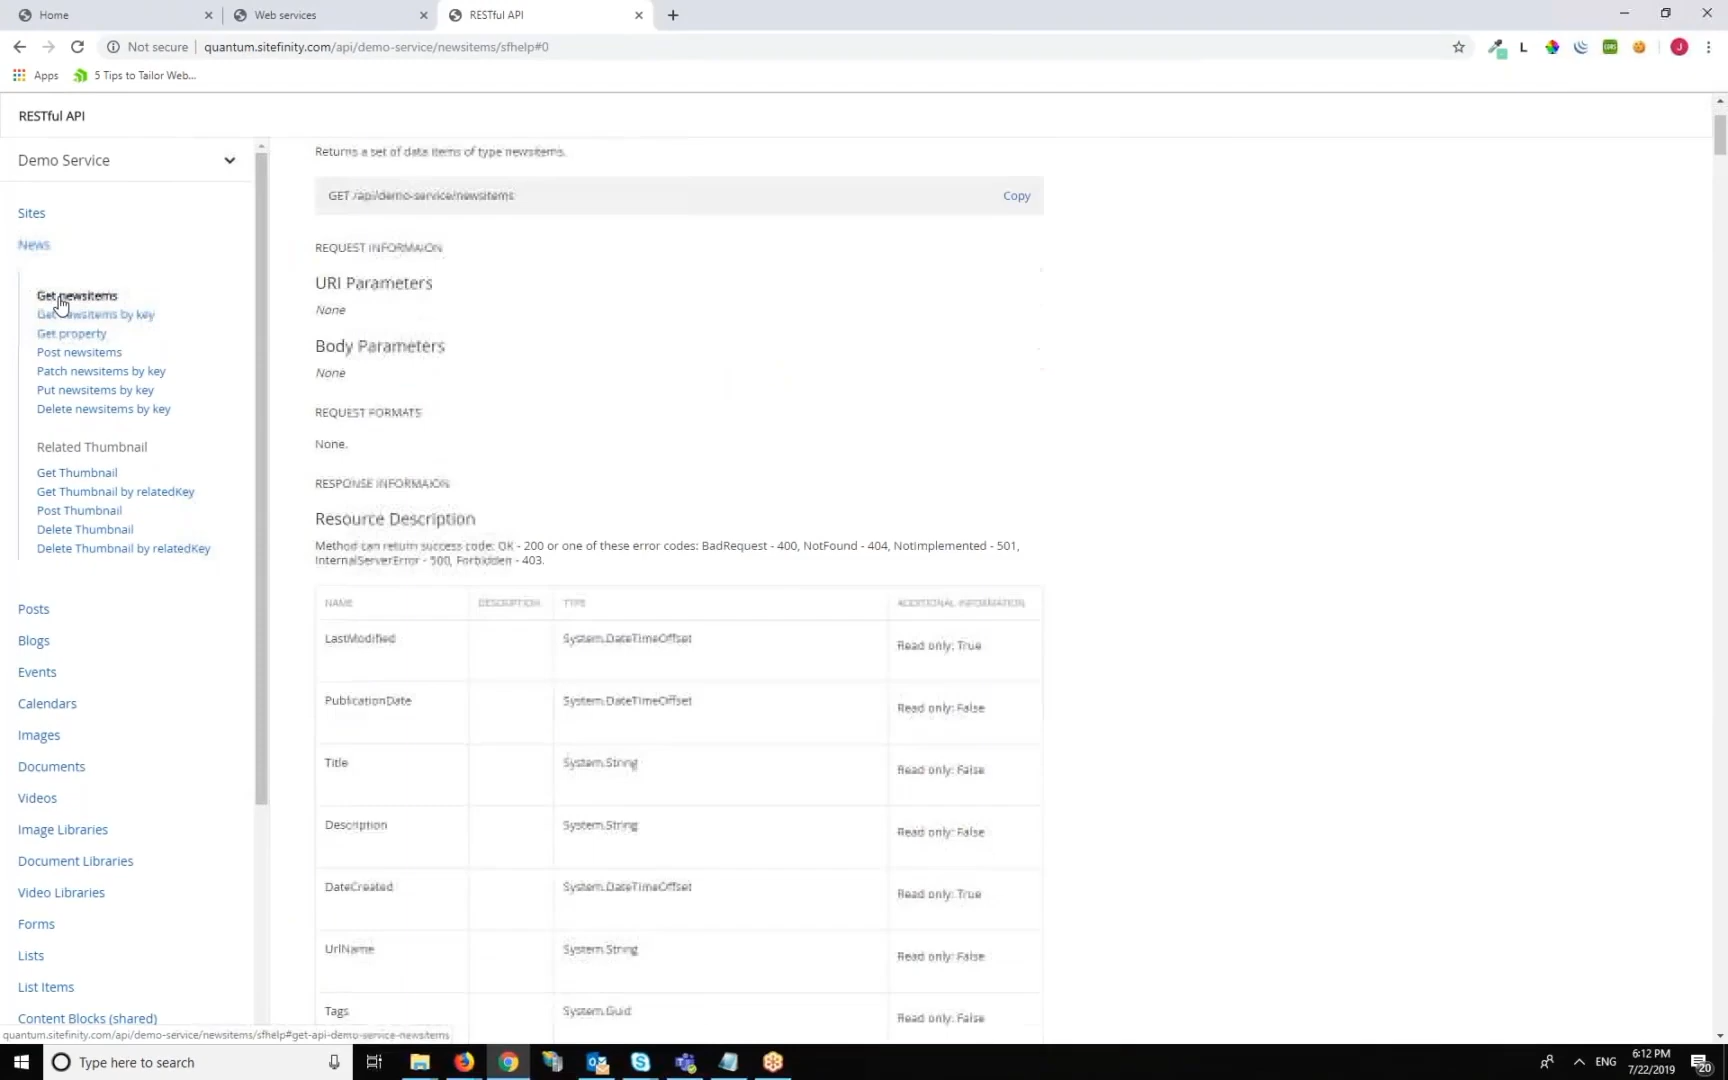 Home
Web services
RESTful API
Not secure
quantum.sitefinity.com/api/demo-service/newsitems/sfhelp#0
L
CORS
J
Apps
5 Tips to Tailor Web...
RESTful API
Demo Service
Sites
News
Get newsitems
Get newsitems by key
Get property
Post newsitems
Patch newsitems by key
Put newsitems by key
Delete newsitems by key
Related Thumbnail
Get Thumbnail
Get Thumbnail by relatedKey
Post Thumbnail
Delete Thumbnail
Delete Thumbnail by relatedKey
Posts
Blogs
Events
Calendars
Images
Documents
Videos
Image Libraries
Document Libraries
Video Libraries
Forms
Lists
List Items
Content Blocks (shared)
Returns a set of data items of type newsitems.
GET /api/demo-service/newsitems
Copy
REQUEST INFORMAION
URI Parameters
None
Body Parameters
None
REQUEST FORMATS
None.
RESPONSE INFORMAION
Resource Description
Method can return success code: OK - 200 or one of these error codes: BadRequest - 400, NotFound - 404, NotImplemented - 501,
InternalServerError - 500, Forbidden - 403.
NAME DESCRIPTION TYPE ADDITIONAL INFORMATION
LastModified System.DateTimeOffset Read only: True
PublicationDate System.DateTimeOffset Read only: False
Title System.String Read only: False
Description System.String Read only: False
DateCreated System.DateTimeOffset Read only: True
UrlName System.String Read only: False
Tags System.Guid Read only: False
quantum.sitefinity.com/api/demo-service/newsitems/sfhelp#get-api-demo-service-newsitems
Type here to search
ENG
6:12 PM
7/22/2019
20